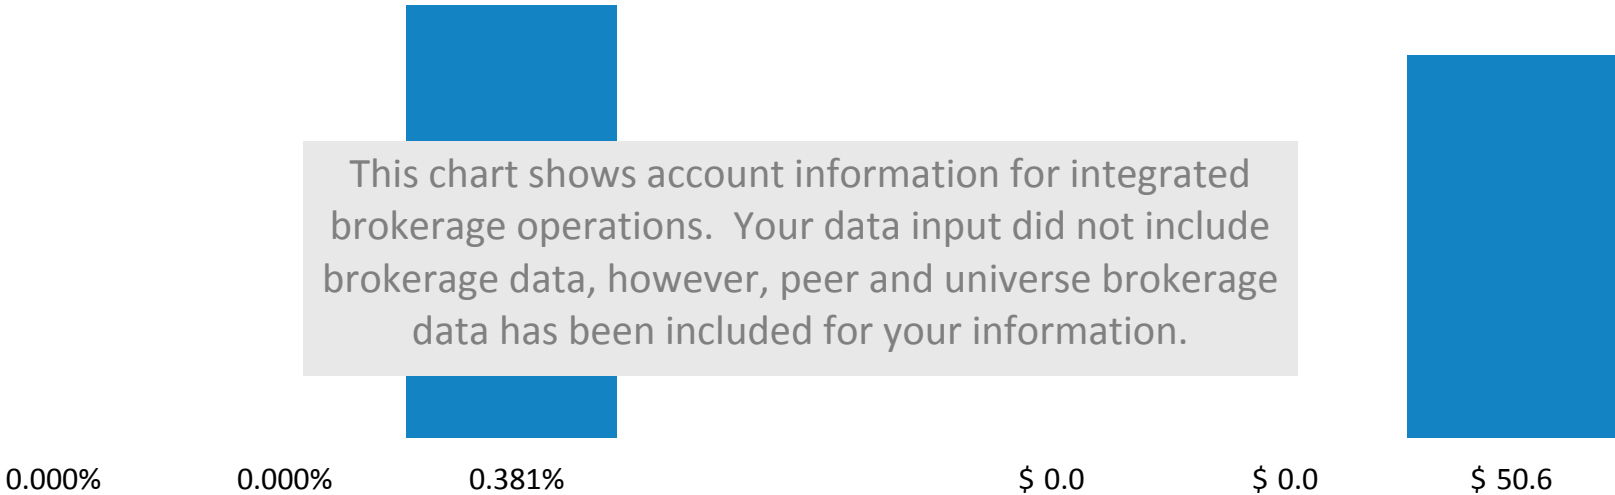 This chart shows account information for integrated
brokerage operations.  Your data input did not include
brokerage data, however, peer and universe brokerage
data has been included for your information.
0.000% 0.000% 0.381% $ 0.0 $ 0.0 $ 50.6